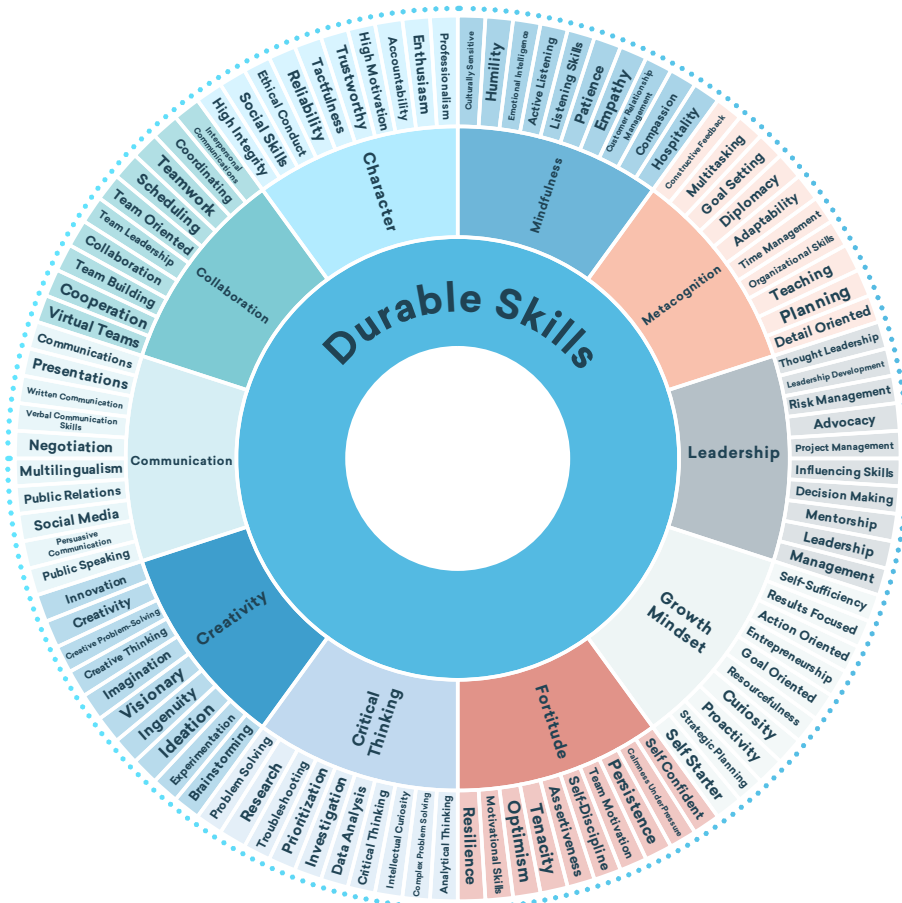 Durable Skills
Mindfulness
Culturally Sensitive
Humility
Emotional Intelligence
Active Listening
Listening Skills
Patience
Empathy
Customer Relationship
Management
Compassion
Hospitality
Metacognition
Constructive Feedback
Multitasking
Goal Setting
Diplomacy
Adaptability
Time Management
Organizational Skills
Teaching
Planning
Detail Oriented
Leadership
Thought Leadership
Leadership Development
Risk Management
Advocacy
Project Management
Influencing Skills
Decision Making
Mentorship
Leadership
Management
Growth
Mindset
Self-Sufficiency
Results Focused
Action Oriented
Entrepreneurship
Goal Oriented
Resourcefulness
Curiosity
Proactivity
Strategic Planning
Self Starter
Fortitude
Self Confident
Calmness Under Pressure
Persistence
Team Motivation
Self-Discipline
Assertiveness
Tenacity
Optimism
Motivational Skills
Resilience
Critical
Thinking
Analytical Thinking
Complex Problem Solving
Intellectual Curiosity
Critical Thinking
Data Analysis
Investigation
Prioritization
Troubleshooting
Research
Problem Solving
Creativity
Brainstorming
Experimentation
Ideation
Ingenuity
Visionary
Imagination
Creative Thinking
Creative Problem-Solving
Creativity
Innovation
Communication
Public Speaking
Persuasive
Communication
Social Media
Public Relations
Multilingualism
Negotiation
Verbal Communication
Skills
Written Communication
Presentations
Communications
Collaboration
Virtual Teams
Cooperation
Team Building
Collaboration
Team Leadership
Team Oriented
Scheduling
Teamwork
Coordinating
Interpersonal
Communications
Character
High Integrity
Social Skills
Ethical Conduct
Reliability
Tactfulness
Trustworthy
High Motivation
Accountability
Enthusiasm
Professionalism